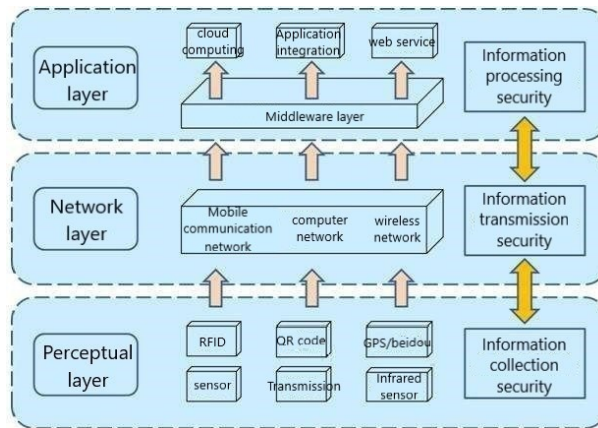 cloud
computing
Application
integration
web service
Application
layer
Middleware layer
Information
processing
security
Network
layer
Mobile
communication
network
computer
network
wireless
network
Information
transmission
security
Perceptual
layer
RFID
QR code
GPS/beidou
sensor
Transmission
Infrared
sensor
Information
collection
security